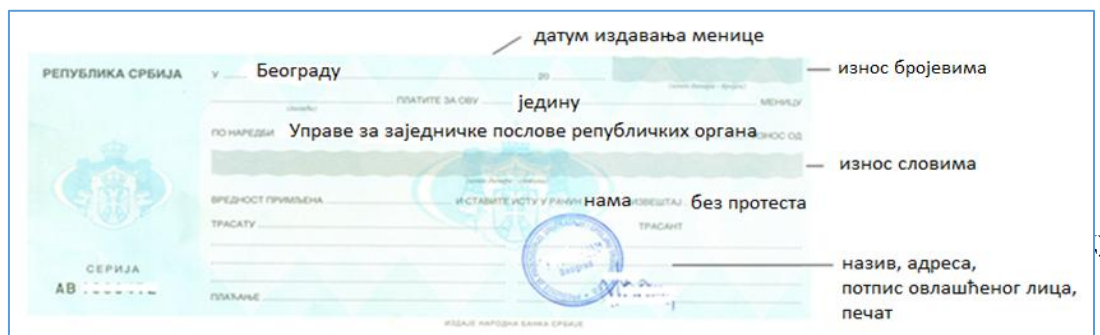 датум издавања менице
РЕПУБЛИКА СРБИЈА У Београду 20
износ бројевима
ПЛАТИТЕ ЗА ОВУ једину МЕНИЦУ
ПО НАРЕДБИ Управе за заједничке послове републичких органа ИЗНОС ОД
износ словима
ВРЕДНОСТ ПРИМЉЕНА И СТАВИТЕ ИСТУ У РАЧУН нама ИЗВЕШТАЈ без протеста
ТРАСАТУ ТРАСАНТ
СЕРИЈА
АВ
назив, адреса,
потпис овлашћеног лица,
печат
ПЛАЋАЊЕ
ИЗДАЈЕ НАРОДНА БАНКА СРБИЈЕ